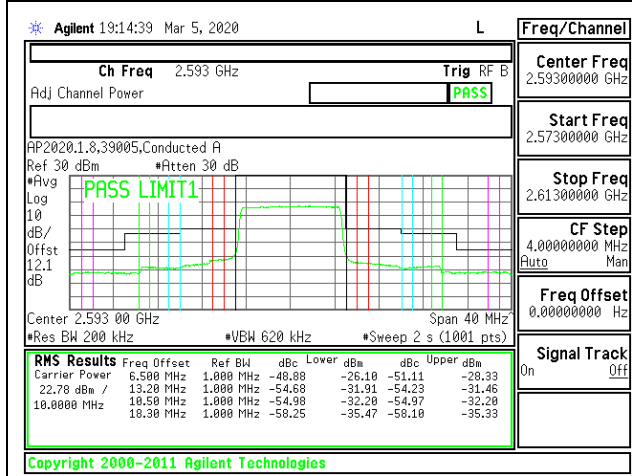 Agilent 19:14:39 Mar 5, 2020 L
Ch Freq 2.593 GHz Trig RF B
Adj Channel Power PASS
AP2020.1.8,39005,Conducted A
Ref 30 dBm #Atten 30 dB
#Avg
Log
10
dB/
Offst
12.1
dB
PASS LIMIT1
Center 2.593 00 GHz Span 40 MHz
#Res BW 200 kHz #VBW 620 kHz #Sweep 2 s (1001 pts)
RMS Results Freq Offset Ref BW dBc Lower dBm dBc Upper dBm
Carrier Power 6.500 MHz 1.000 MHz -48.88 -26.10 -51.11 -28.33
22.78 dBm / 13.20 MHz 1.000 MHz -54.68 -31.91 -54.23 -31.46
10.0000 MHz 10.50 MHz 1.000 MHz -54.98 -32.20 -54.97 -32.20
18.30 MHz 1.000 MHz -58.25 -35.47 -58.10 -35.33
Copyright 2000-2011 Agilent Technologies
Freq/Channel
Center Freq
2.59300000 GHz
Start Freq
2.57300000 GHz
Stop Freq
2.61300000 GHz
CF Step
4.00000000 MHz
Auto Man
Freq Offset
0.00000000 Hz
Signal Track
On Off